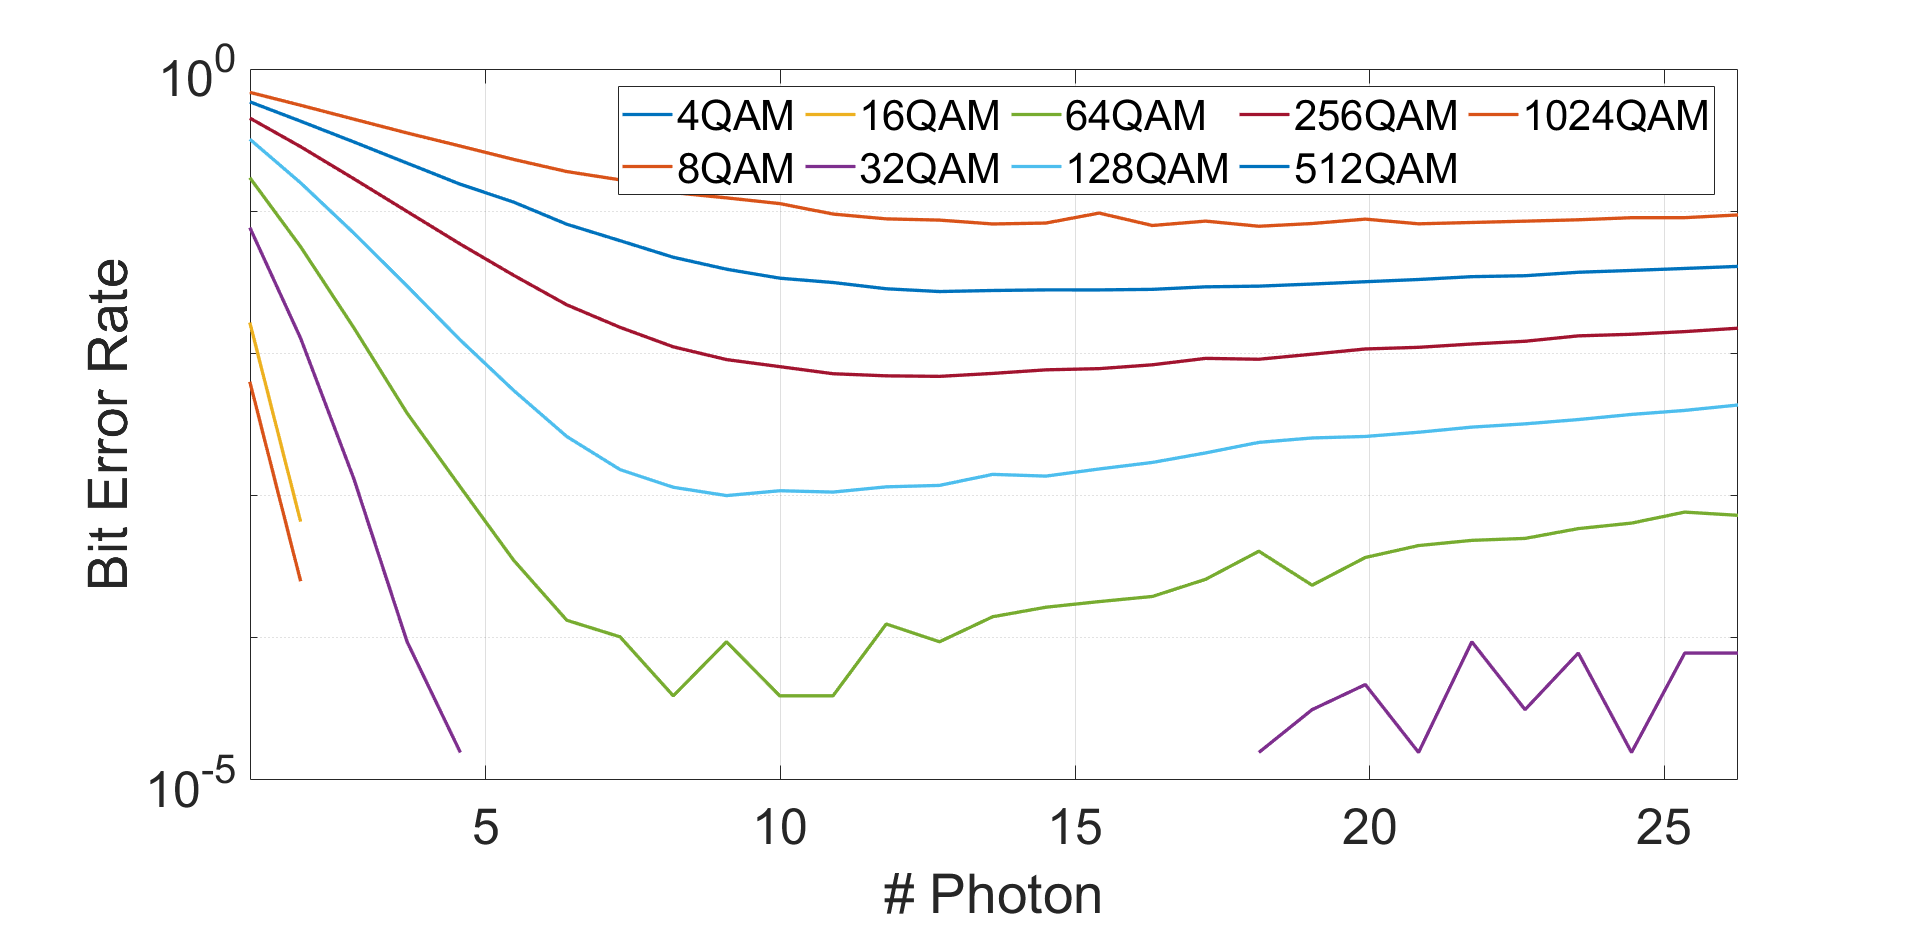 10^0
4QAM 16QAM 64QAM 256QAM 1024QAM
8QAM 32QAM 128QAM 512QAM
Bit Error Rate
10^-5
5 10 15 20 25
# Photon